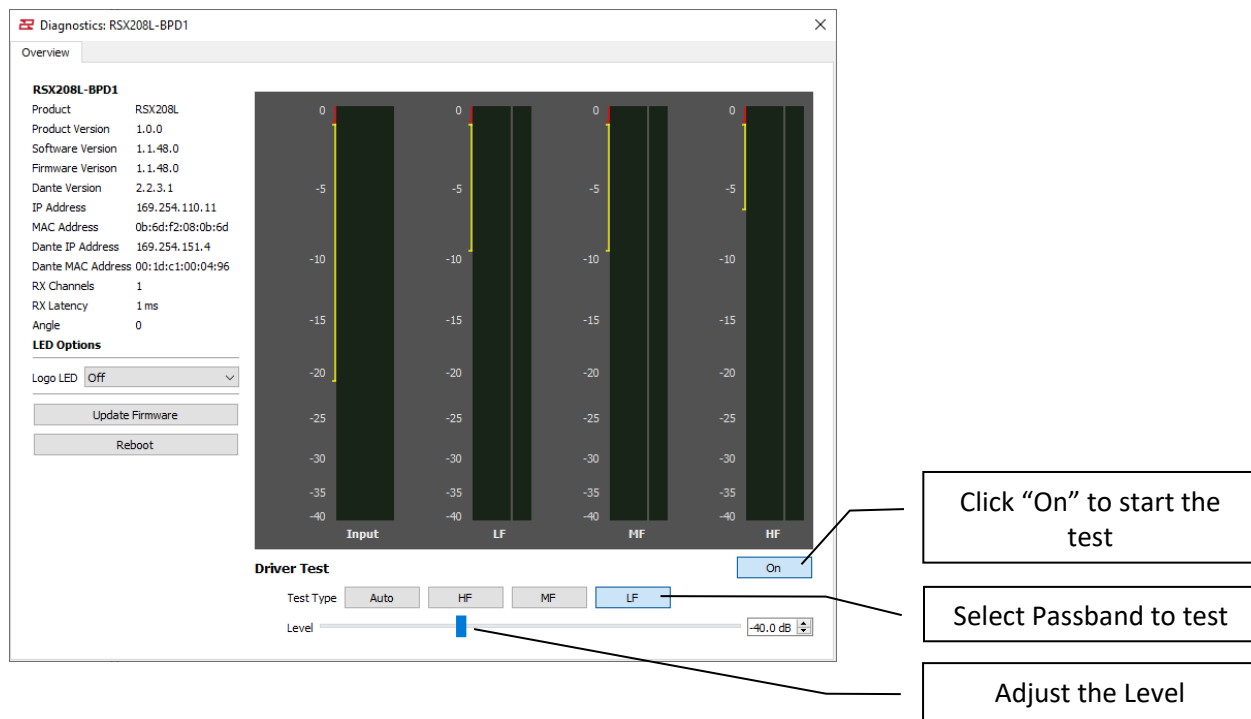 Diagnostics: RSX208L-BPD1
Overview
RSX208L-BPD1
Product RSX208L
Product Version 1.0.0
Software Version 1.1.48.0
Firmware Verison 1.1.48.0
Dante Version 2.2.3.1
IP Address 169.254.110.11
MAC Address 0b:6d:f2:08:0b:6d
Dante IP Address 169.254.151.4
Dante MAC Address 00:1d:c1:00:04:96
RX Channels 1
RX Latency 1 ms
Angle 0
LED Options
Logo LED Off
Update Firmware
Reboot
0 0 0 0
-5 -5 -5 -5
-10 -10 -10 -10
-15 -15 -15 -15
-20 -20 -20 -20
-25 -25 -25 -25
-30 -30 -30 -30
-35 -35 -35 -35
-40 -40 -40 -40
Input LF MF HF
Driver Test On
Test Type Auto HF MF LF
Level -40.0 dB
Click “On” to start the
test
Select Passband to test
Adjust the Level